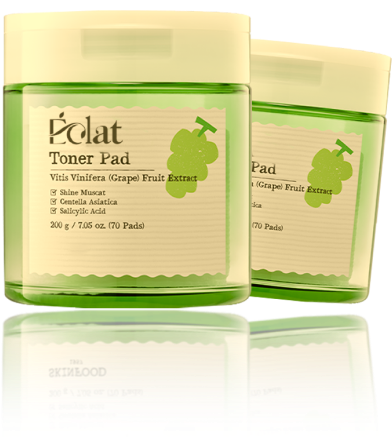 Éclat
Toner Pad
Vitis Vinifera (Grape) Fruit Extract
Shine Muscat
Centella Asiatica
Salicylic Acid
200 g / 7.05 oz. (70 Pads)
Pad
(Grape) Fruit Extract
(70 Pads)
SKINFOOD